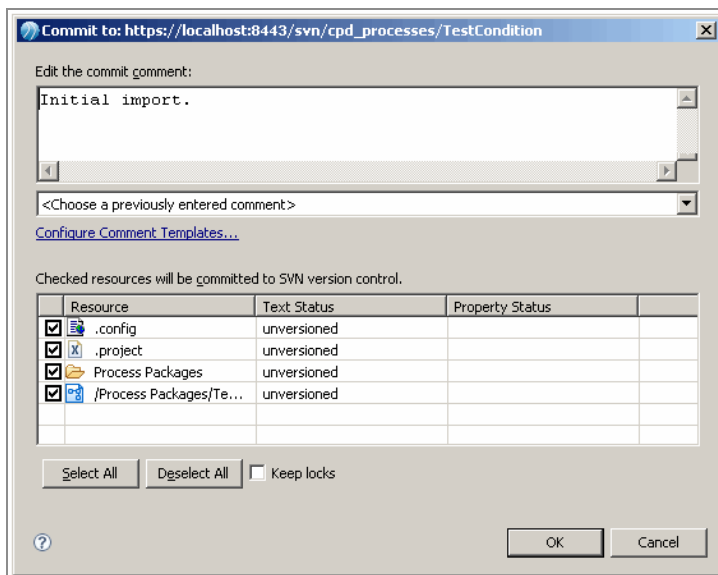 Commit to: https://localhost:8443/svn/cpd_processes/TestCondition
Edit the commit comment:
Initial import.
<Choose a previously entered comment>
Configure Comment Templates...
Checked resources will be committed to SVN version control.
Resource Text Status Property Status
.config unversioned
.project unversioned
Process Packages unversioned
/Process Packages/Te... unversioned
Select All Deselect All Keep locks
OK Cancel